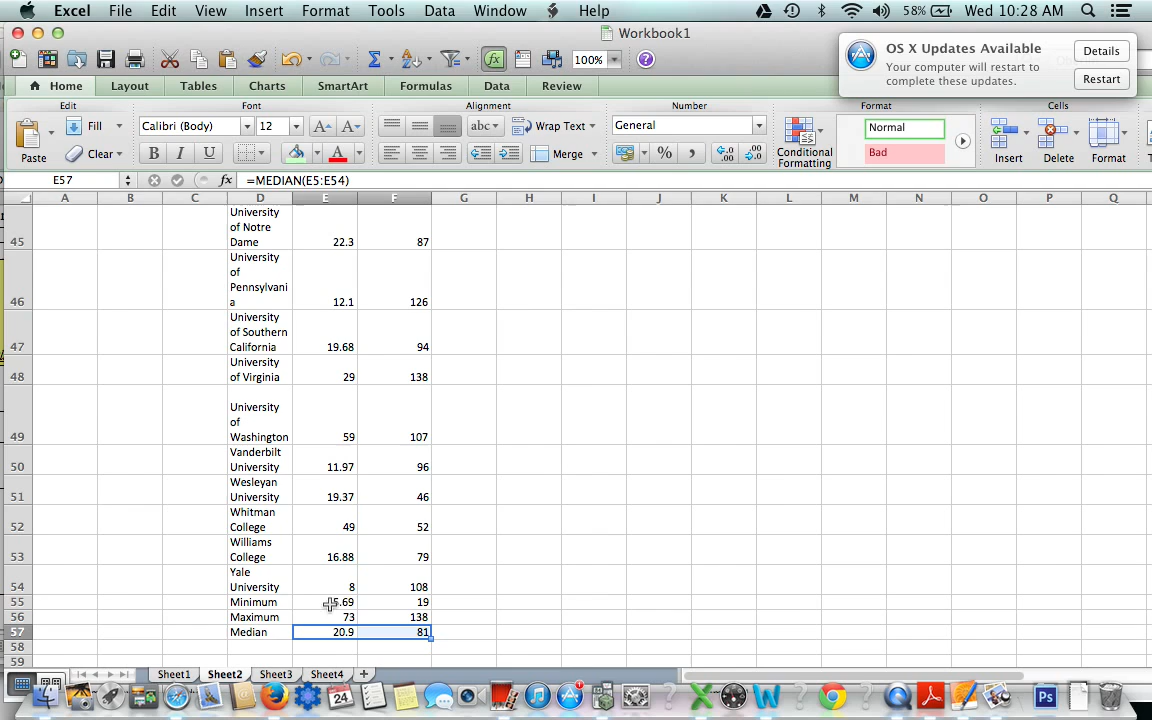 Excel File Edit View Insert Format Tools Data Window Help 58% Wed 10:28 AM
Workbook1
OS X Updates Available
Your computer will restart to
complete these updates.
Details
Restart
100%
Home Layout Tables Charts SmartArt Formulas Data Review
Edit Font Alignment Number Format Cells
Fill Calibri (Body) 12 abc Wrap Text General Normal
Paste Clear B I U Merge % Conditional Formatting Bad Insert Delete Format
E57 fx =MEDIAN(E5:E54)
A B C D E F G H I J K L M N O P Q
University
of Notre
45 Dame 22.3 87
University
of
Pennsylvani
46 a 12.1 126
University
of Southern
47 California 19.68 94
University
48 of Virginia 29 138
University
of
49 Washington 59 107
Vanderbilt
50 University 11.97 96
Wesleyan
51 University 19.37 46
Whitman
52 College 49 52
Williams
53 College 16.88 79
Yale
54 University 8 108
55 Minimum 5.69 19
56 Maximum 73 138
57 Median 20.9 81
58
59
Sheet1 Sheet2 Sheet3 Sheet4
24
Ps